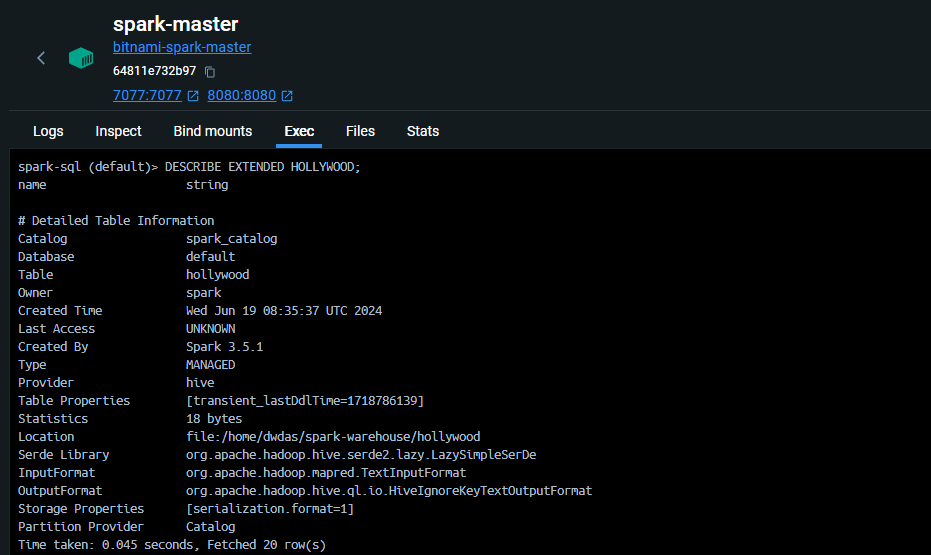 spark-master
bitnami-spark-master
64811e732b97
7077:7077 8080:8080
Logs Inspect Bind mounts Exec Files Stats
spark-sql (default)> DESCRIBE EXTENDED HOLLYWOOD;
name string
# Detailed Table Information
Catalog spark_catalog
Database default
Table hollywood
Owner spark
Created Time Wed Jun 19 08:35:37 UTC 2024
Last Access UNKNOWN
Created By Spark 3.5.1
Type MANAGED
Provider hive
Table Properties [transient_lastDdlTime=1718786139]
Statistics 18 bytes
Location file:/home/dwdas/spark-warehouse/hollywood
Serde Library org.apache.hadoop.hive.serde2.lazy.LazySimpleSerDe
InputFormat org.apache.hadoop.mapred.TextInputFormat
OutputFormat org.apache.hadoop.hive.ql.io.HiveIgnoreKeyTextOutputFormat
Storage Properties [serialization.format=1]
Partition Provider Catalog
Time taken: 0.045 seconds, Fetched 20 row(s)